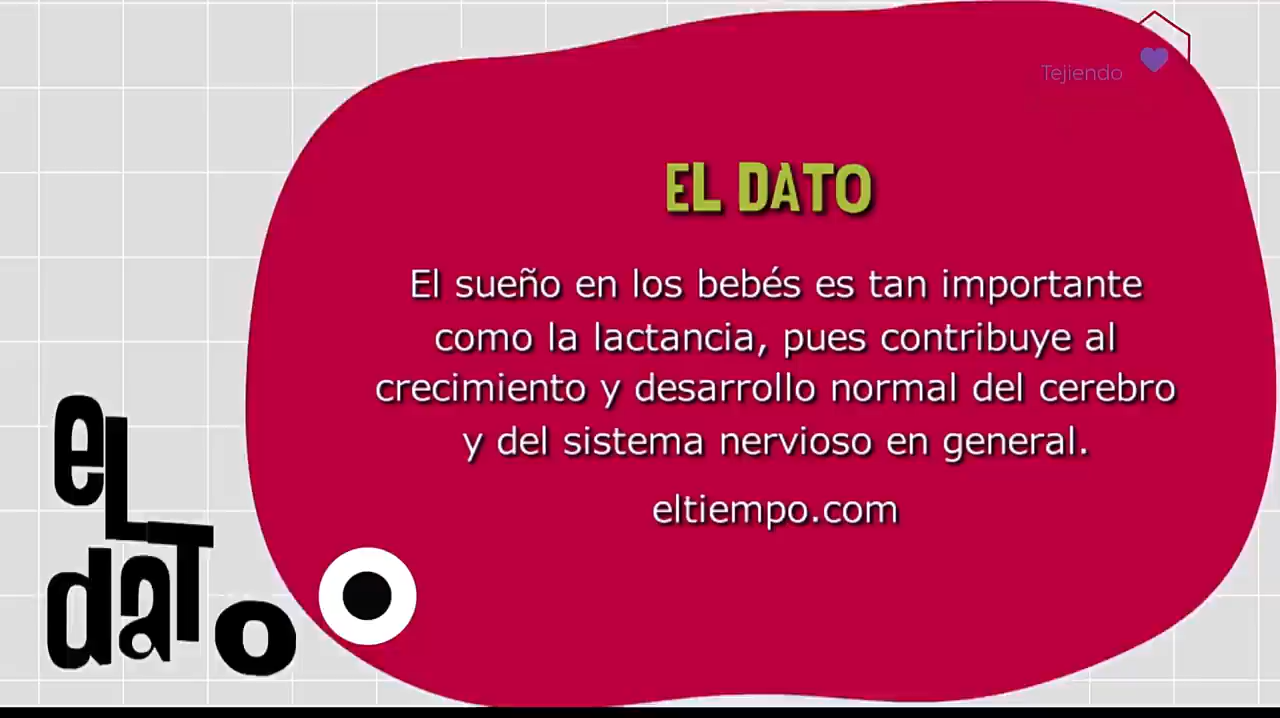 Tejiendo
EL DATO
El sueño en los bebés es tan importante
como la lactancia, pues contribuye al
crecimiento y desarrollo normal del cerebro
y del sistema nervioso en general.
eltiempo.com
eL
daTo